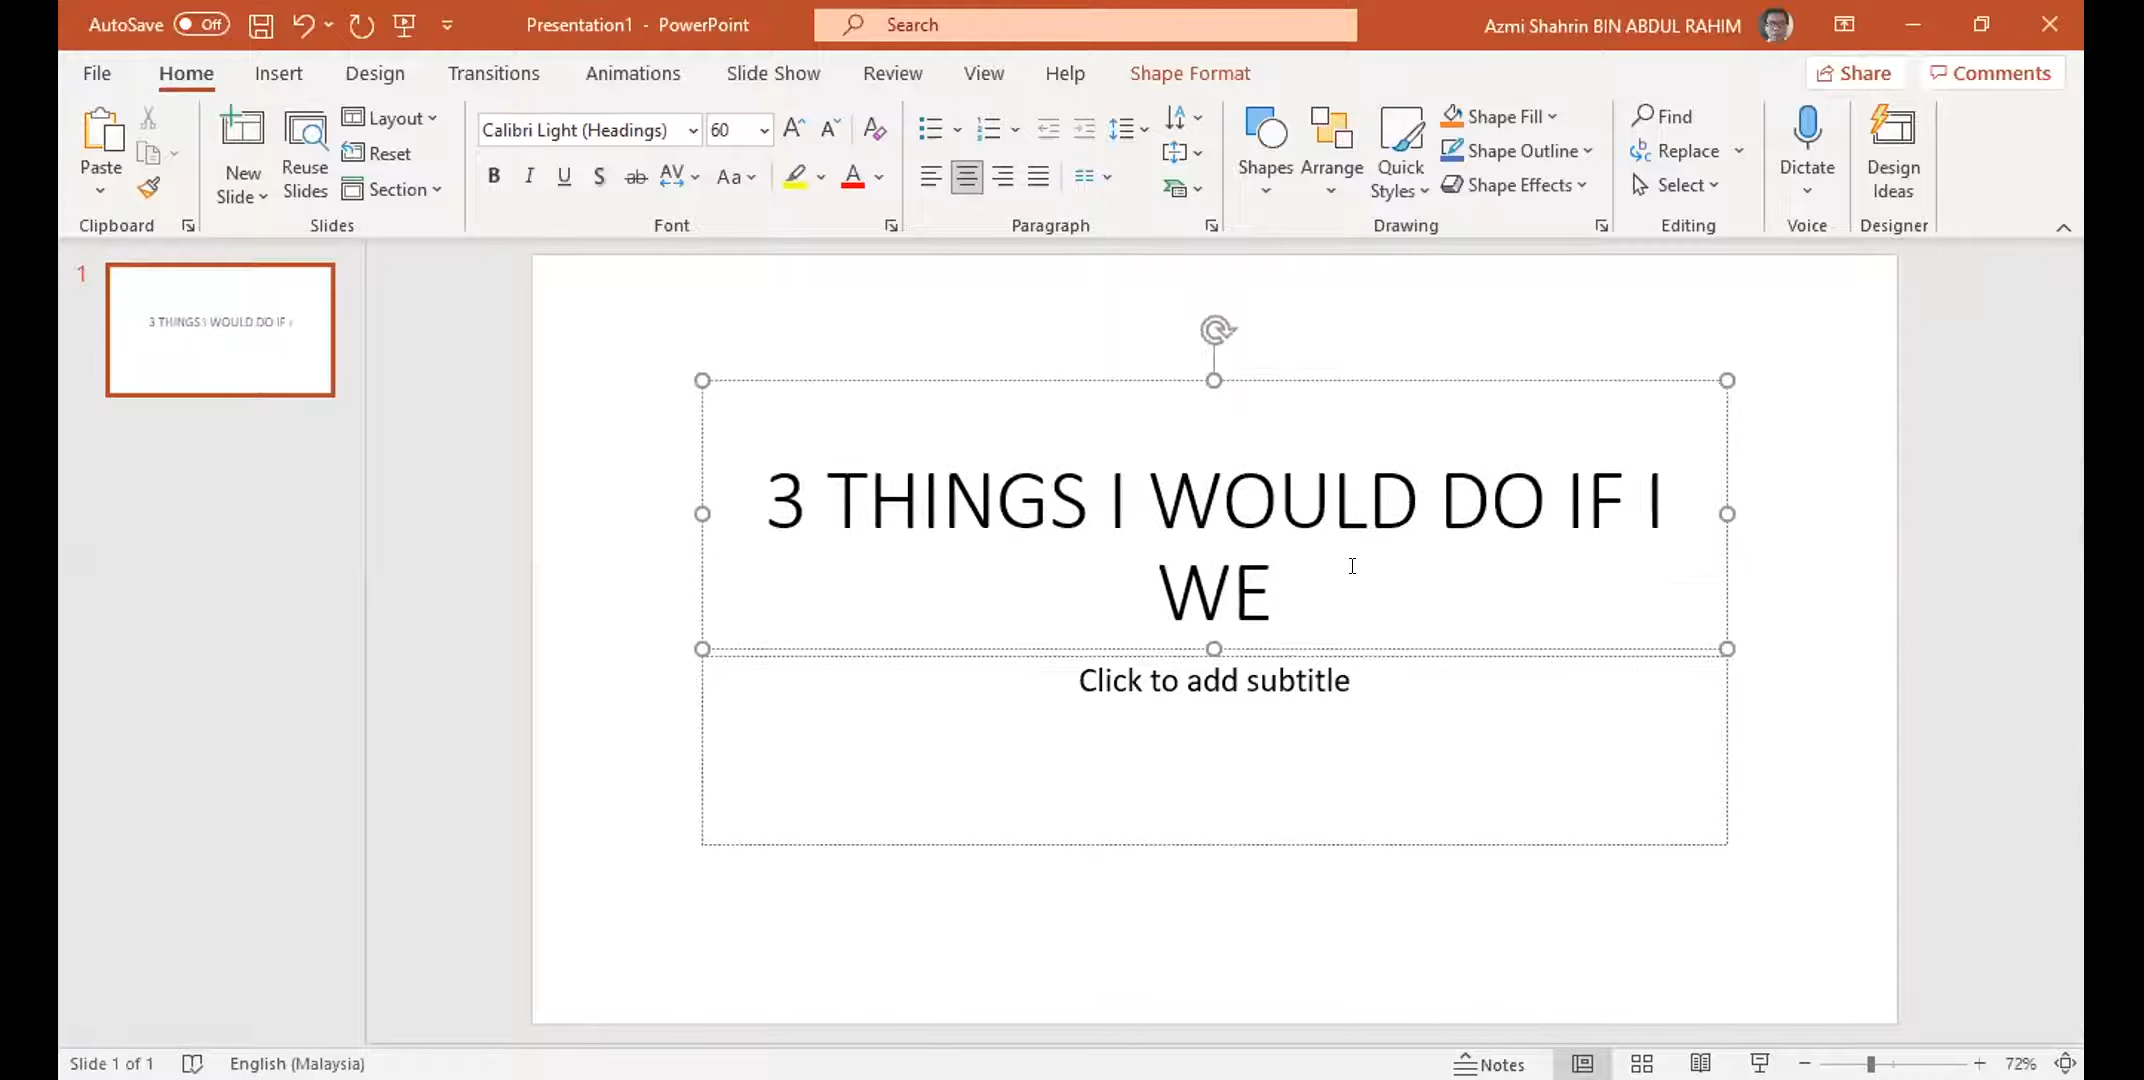 AutoSave Off Presentation1 - PowerPoint Search Azmi Shahrin BIN ABDUL RAHIM
File Home Insert Design Transitions Animations Slide Show Review View Help Shape Format Share Comments
Paste
New Slide
Reuse Slides
Layout
Reset
Section
Calibri Light (Headings) 60
B I U S ab AV Aa A
Shapes
Arrange
Quick Styles
Shape Fill
Shape Outline
Shape Effects
Find
Replace
Select
Dictate
Design Ideas
Clipboard Slides Font Paragraph Drawing Editing Voice Designer
1
3 THINGS I WOULD DO IF I
3 THINGS I WOULD DO IF I
WE
Click to add subtitle
Slide 1 of 1 English (Malaysia) Notes 72%